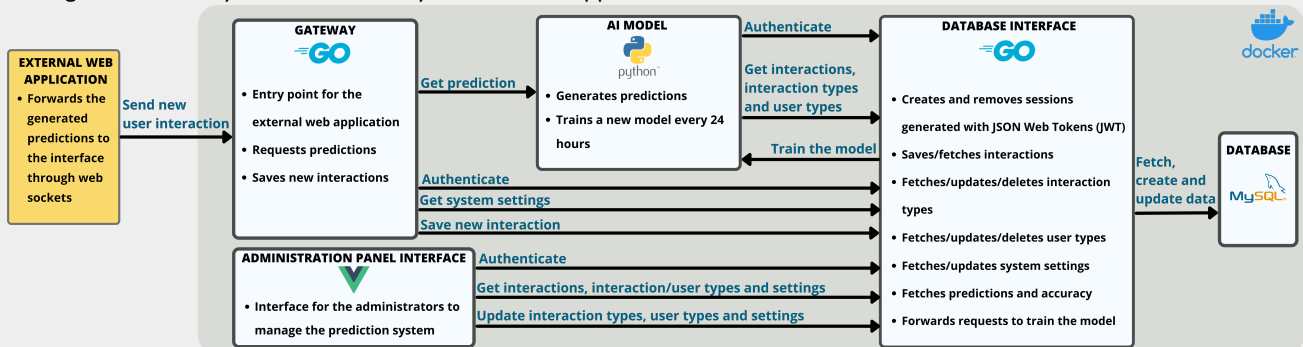 EXTERNAL WEB
APPLICATION
• Forwards the
generated
predictions to
the interface
through web
sockets
Send new
user interaction
GATEWAY
GO
• Entry point for the
external web application
• Requests predictions
• Saves new interactions
Get prediction
AI MODEL
python
• Generates predictions
• Trains a new model every 24
hours
Authenticate
Get interactions,
interaction types
and user types
Train the model
Authenticate
Get system settings
Save new interaction
ADMINISTRATION PANEL INTERFACE
• Interface for the administrators to
manage the prediction system
Authenticate
Get interactions, interaction/user types and settings
Update interaction types, user types and settings
DATABASE INTERFACE
GO
• Creates and removes sessions
generated with JSON Web Tokens (JWT)
• Saves/fetches interactions
• Fetches/updates/deletes interaction
types
• Fetches/updates/deletes user types
• Fetches/updates system settings
• Fetches predictions and accuracy
• Forwards requests to train the model
docker
Fetch,
create and
update data
DATABASE
MySQL